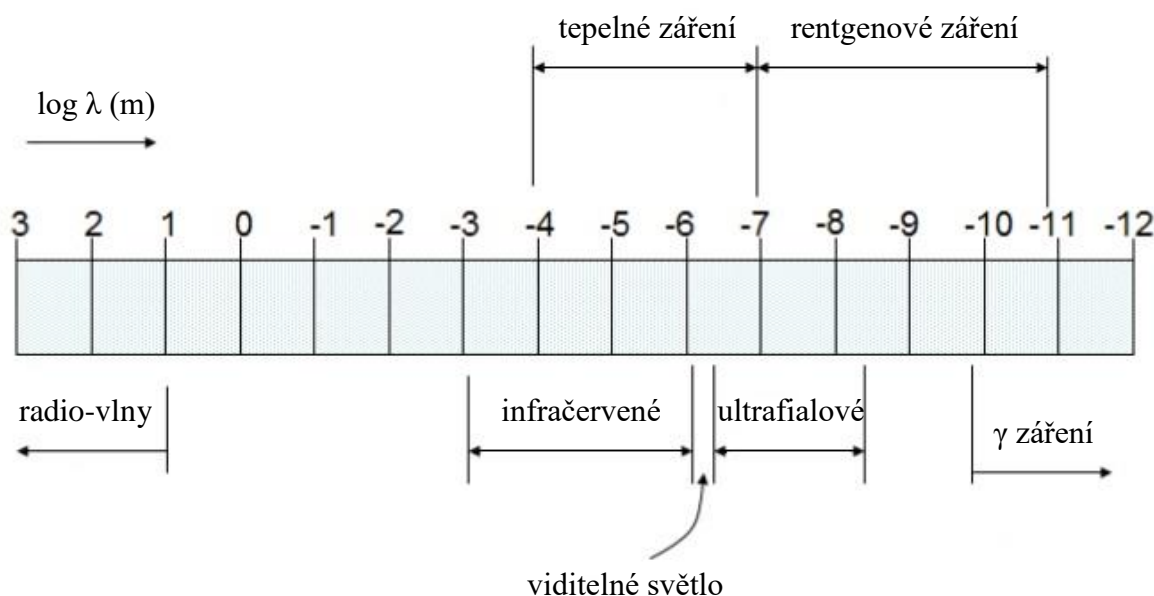 tepelné záření rentgenové záření
log λ (m)
3 2 1 0 -1 -2 -3 -4 -5 -6 -7 -8 -9 -10 -11 -12
radio-vlny infračervené ultrafialové γ záření
viditelné světlo